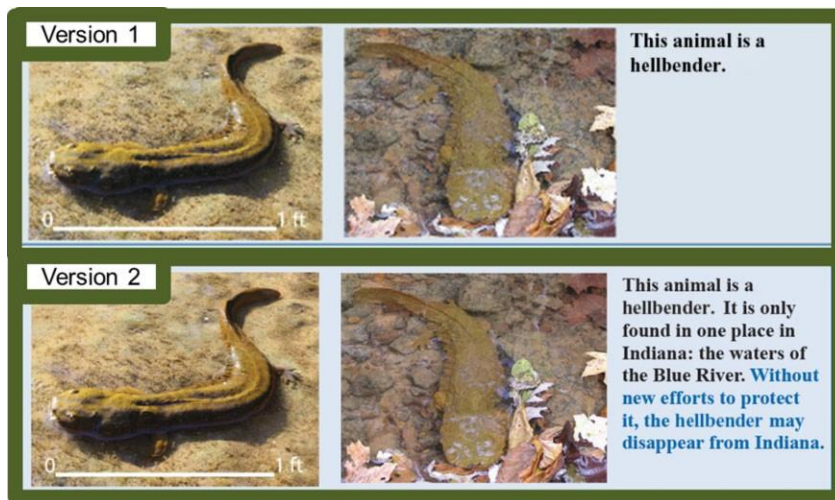 Version 1
This animal is a
hellbender.
0 1 ft
Version 2
This animal is a
hellbender. It is only
found in one place in
Indiana: the waters of
the Blue River. Without
new efforts to protect
it, the hellbender may
disappear from Indiana.
0 1 ft